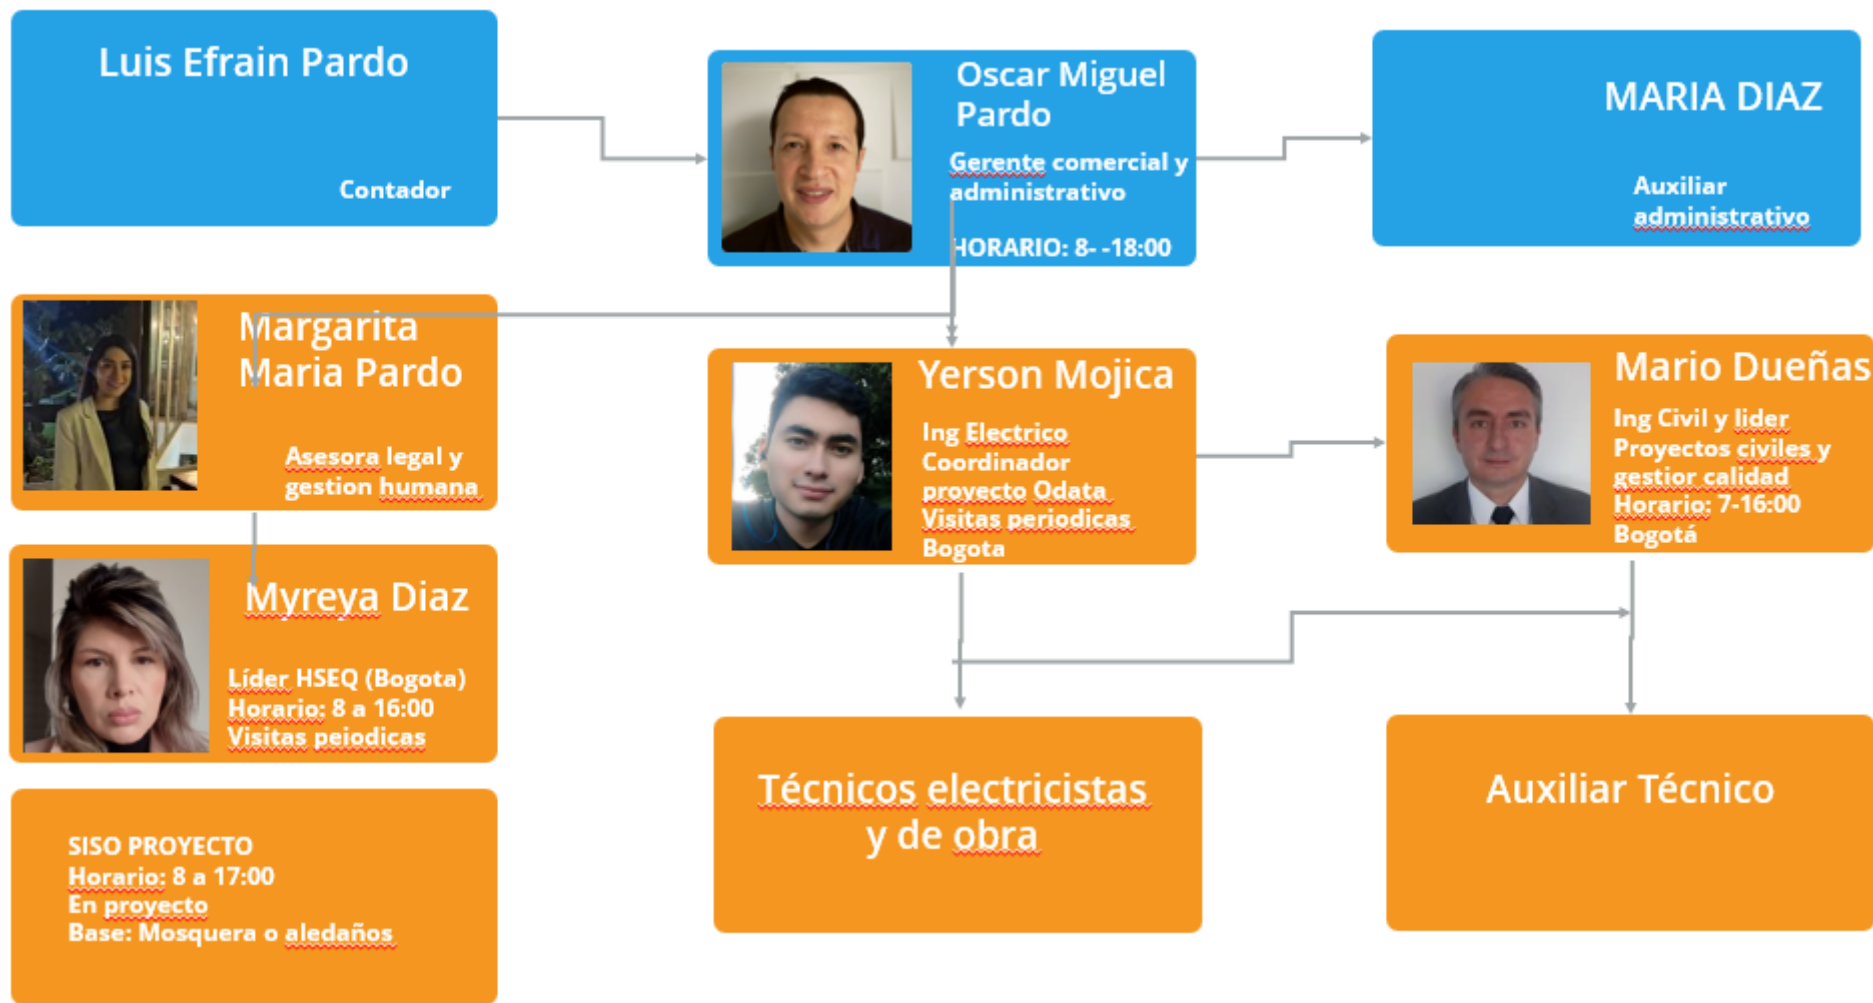 Luis Efrain Pardo
Contador
Oscar Miguel
Pardo
Gerente comercial y
administrativo
HORARIO: 8- -18:00
MARIA DIAZ
Auxiliar
administrativo
Margarita
Maria Pardo
Asesora legal y
gestion humana
Yerson Mojica
Ing Electrico
Coordinador
proyecto Odata
Visitas periodicas
Bogota
Mario Dueñas
Ing Civil y lider
Proyectos civiles y
gestior calidad
Horario: 7-16:00
Bogotá
Myreya Diaz
Líder HSEQ (Bogota)
Horario: 8 a 16:00
Visitas peiodicas
Técnicos electricistas
y de obra
Auxiliar Técnico
SISO PROYECTO
Horario: 8 a 17:00
En proyecto
Base: Mosquera o aledaños